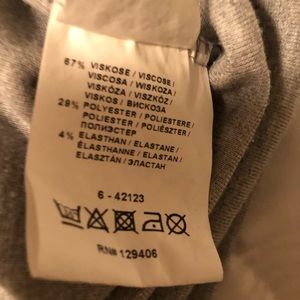 67% VISKOSE / VISCOSE /
VISCOSA / WISKOZA /
VISKÓZA / VISZKÓZ /
VISKOS / ВИСКОЗА
29% POLYESTER / POLIESTERE /
POLIESTER / POLIÉSZTER /
ПОЛИЭСТЕР
4% ELASTHAN / ELASTANE /
ÉLASTHANNE / ELASTAN /
ELASZTÁN / ЭЛАСТАН
6 - 42123
RN# 129406